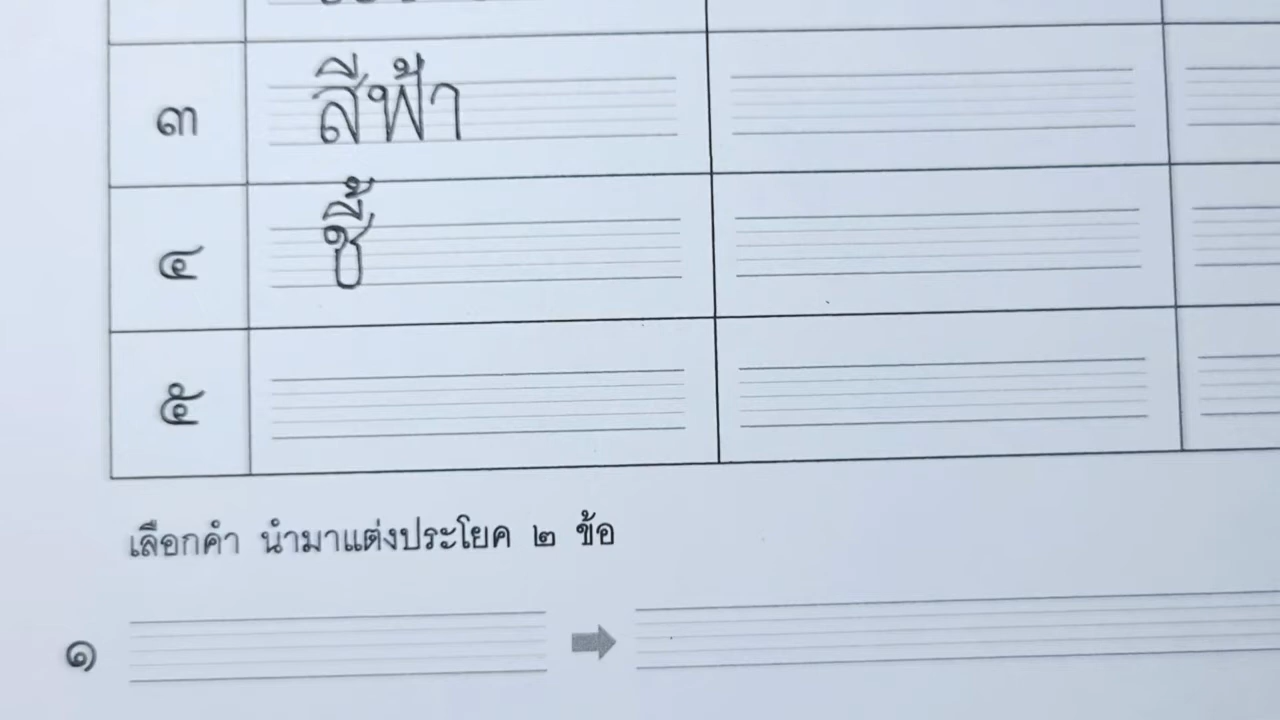 ๓ สีฟ้า
๔ ชี้
๕
เลือกคำ นำมาแต่งประโยค ๒ ข้อ
๑